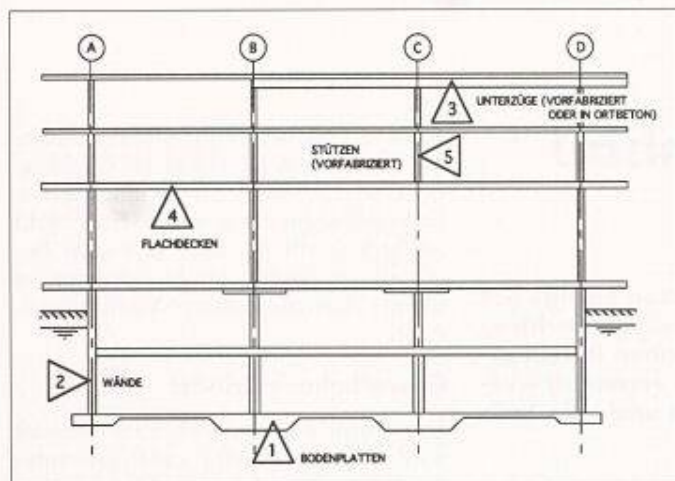 A B C D
3 UNTERZÜGE (VORFABRIZIERT
ODER IN ORTBETON)
STÜTZEN
(VORFABRIZIERT) 5
4
FLACHDECKEN
2 WÄNDE
1 BODENPLATTEN